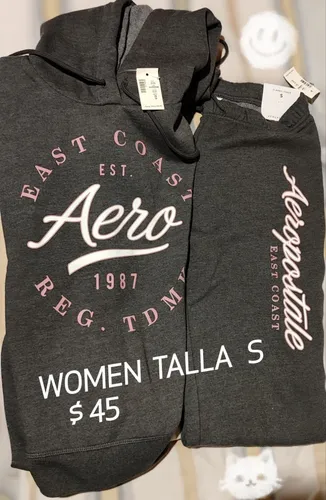 EAST COAST
EST.
Aero
1987
REG. TDMK
Aeropostale
EAST COAST
S
WOMEN TALLA S
$ 45